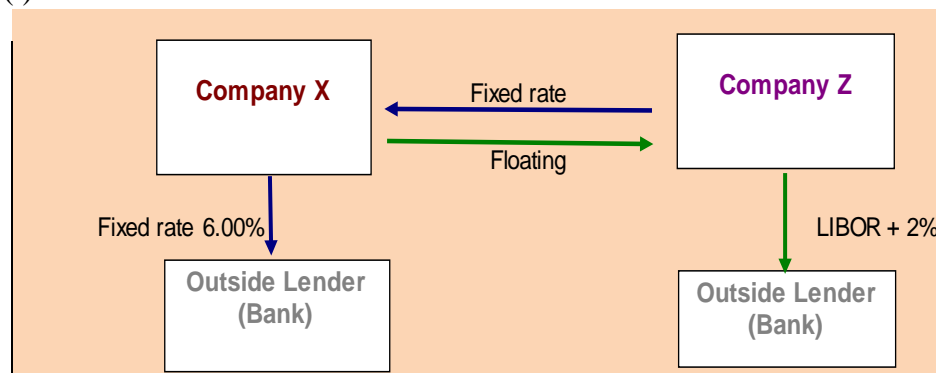 Company X
Company Z
Fixed rate
Floating
Fixed rate 6.00%
LIBOR + 2%
Outside Lender
(Bank)
Outside Lender
(Bank)